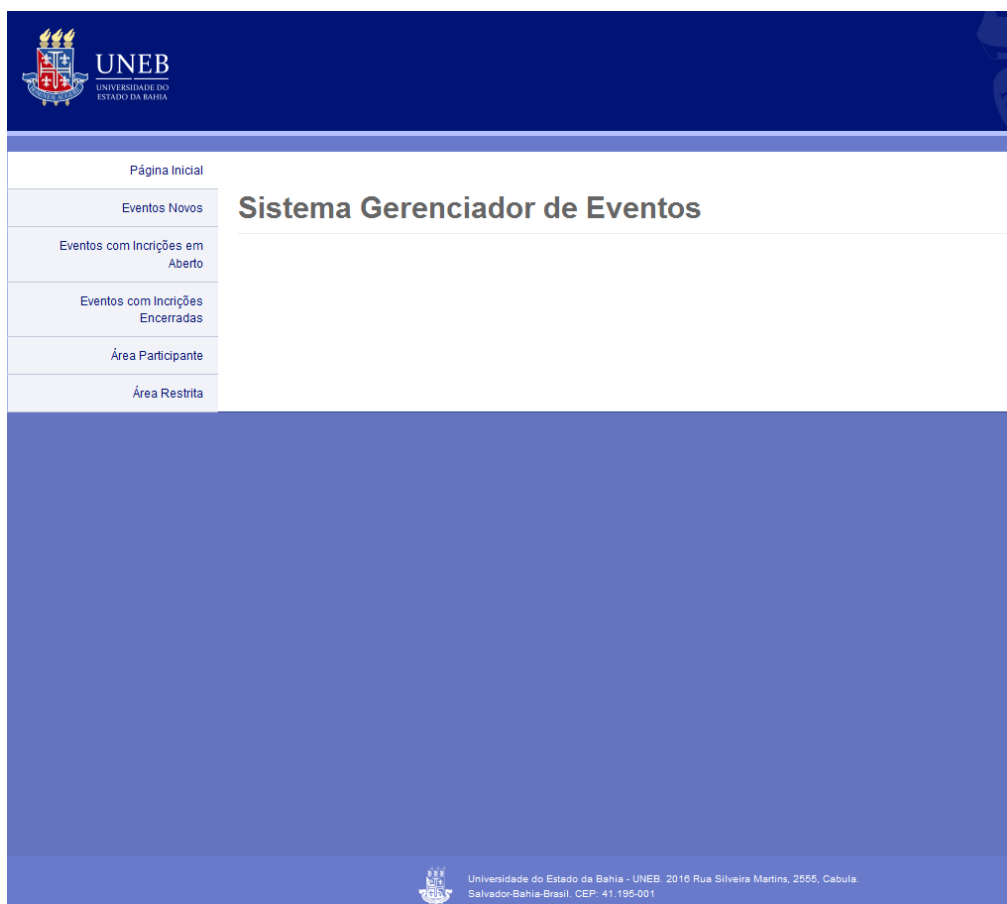 UNEB
UNIVERSIDADE DO
ESTADO DA BAHIA
Página Inicial
Eventos Novos
Sistema Gerenciador de Eventos
Eventos com Incrições em
Aberto
Eventos com Incrições
Encerradas
Área Participante
Área Restrita
Universidade do Estado da Bahia - UNEB. 2016 Rua Silveira Martins, 2555, Cabula.
Salvador-Bahia-Brasil. CEP: 41.195-001